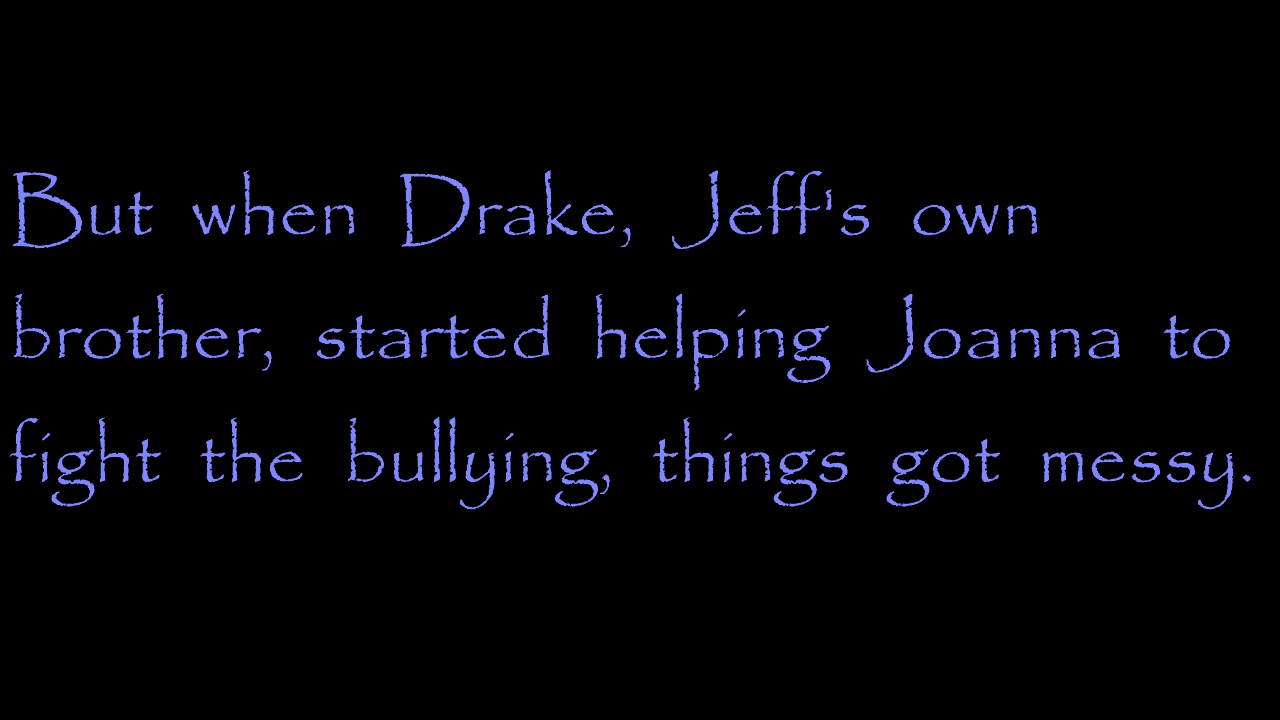 But when Drake, Jeff's own
brother, started helping Joanna to
fight the bullying, things got messy.